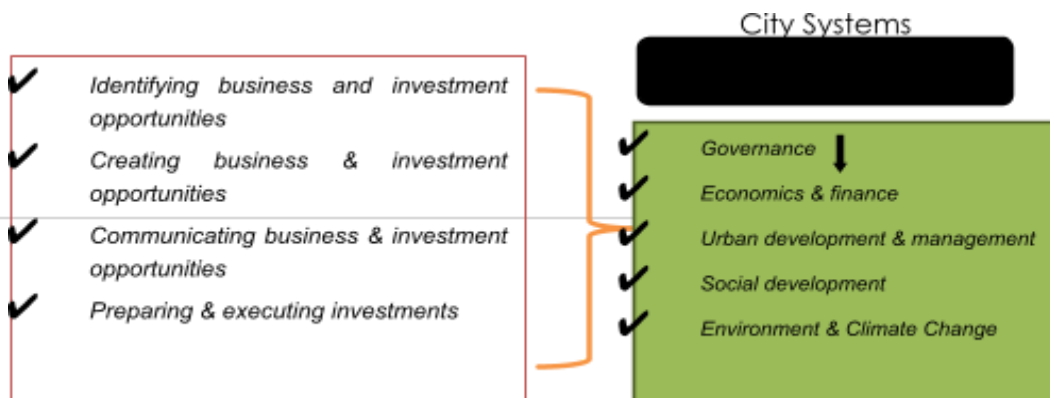 City Systems
Identifying business and investment
opportunities
Creating business & investment
opportunities
Communicating business & investment
opportunities
Preparing & executing investments
Governance
Economics & finance
Urban development & management
Social development
Environment & Climate Change